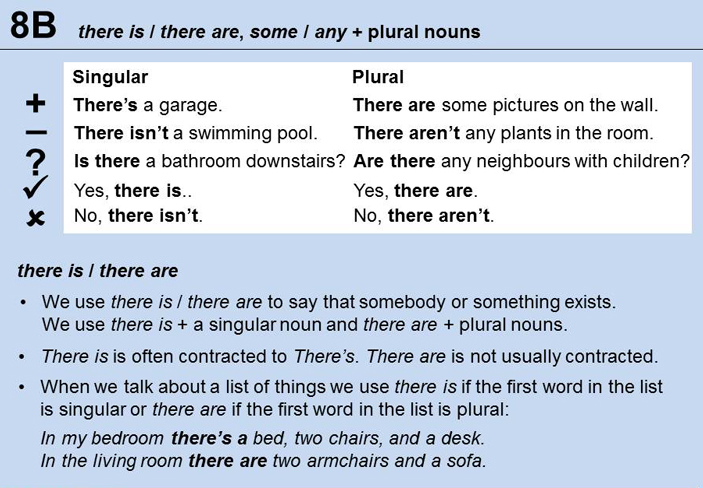 8B there is / there are, some / any + plural nouns
Singular Plural
+ There's a garage. There are some pictures on the wall.
– There isn't a swimming pool. There aren't any plants in the room.
? Is there a bathroom downstairs? Are there any neighbours with children?
✓ Yes, there is.. Yes, there are.
✗ No, there isn't. No, there aren't.
there is / there are
• We use there is / there are to say that somebody or something exists.
We use there is + a singular noun and there are + plural nouns.
• There is is often contracted to There's. There are is not usually contracted.
• When we talk about a list of things we use there is if the first word in the list
is singular or there are if the first word in the list is plural:
In my bedroom there's a bed, two chairs, and a desk.
In the living room there are two armchairs and a sofa.